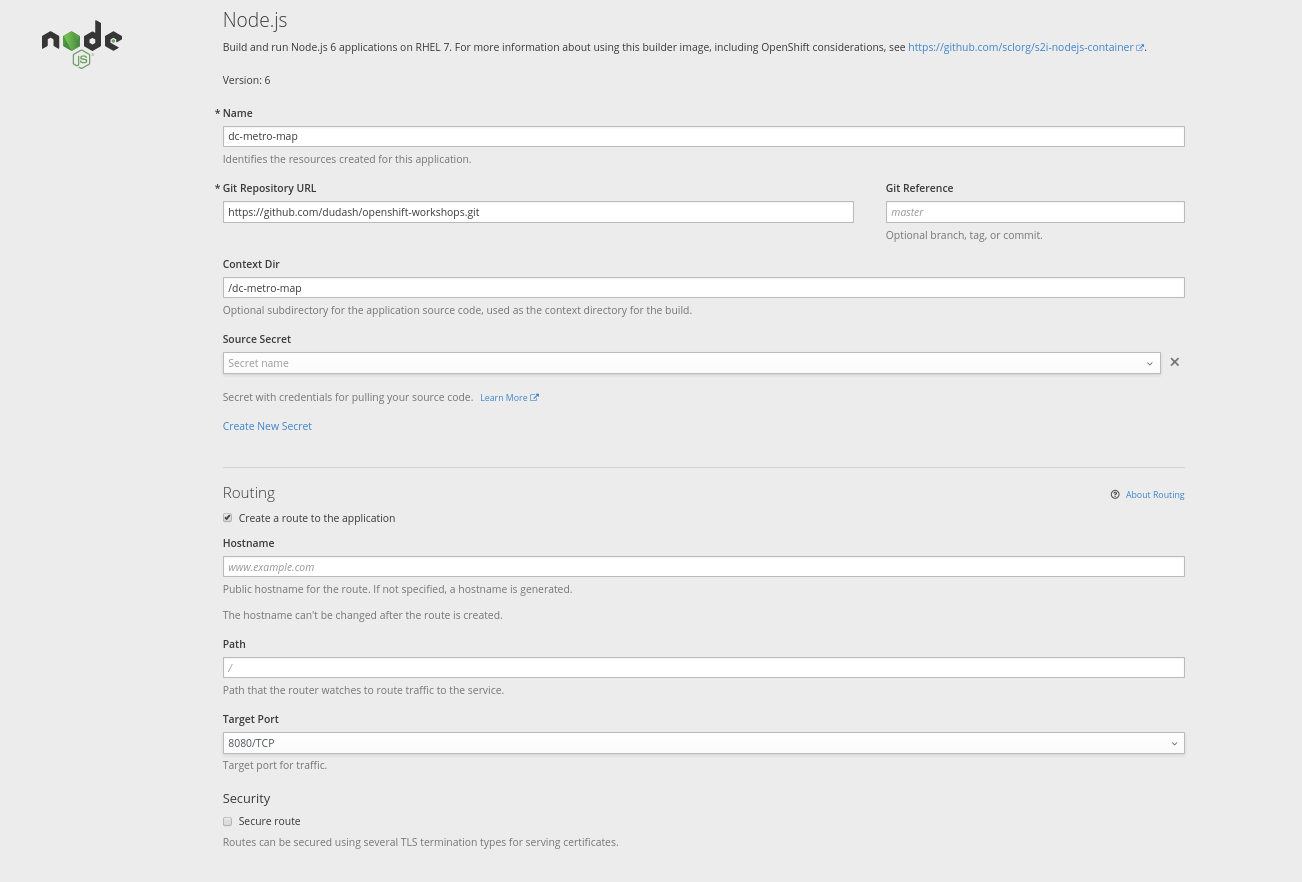 node
JS
Node.js
Build and run Node.js 6 applications on RHEL 7. For more information about using this builder image, including OpenShift considerations, see https://github.com/sclorg/s2i-nodejs-container.
Version: 6
* Name
dc-metro-map
Identifies the resources created for this application.
* Git Repository URL
Git Reference
https://github.com/dudash/openshift-workshops.git
master
Optional branch, tag, or commit.
Context Dir
/dc-metro-map
Optional subdirectory for the application source code, used as the context directory for the build.
Source Secret
Secret name
Secret with credentials for pulling your source code. Learn More
Create New Secret
Routing
About Routing
Create a route to the application
Hostname
www.example.com
Public hostname for the route. If not specified, a hostname is generated.
The hostname can't be changed after the route is created.
Path
/
Path that the router watches to route traffic to the service.
Target Port
8080/TCP
Target port for traffic.
Security
Secure route
Routes can be secured using several TLS termination types for serving certificates.